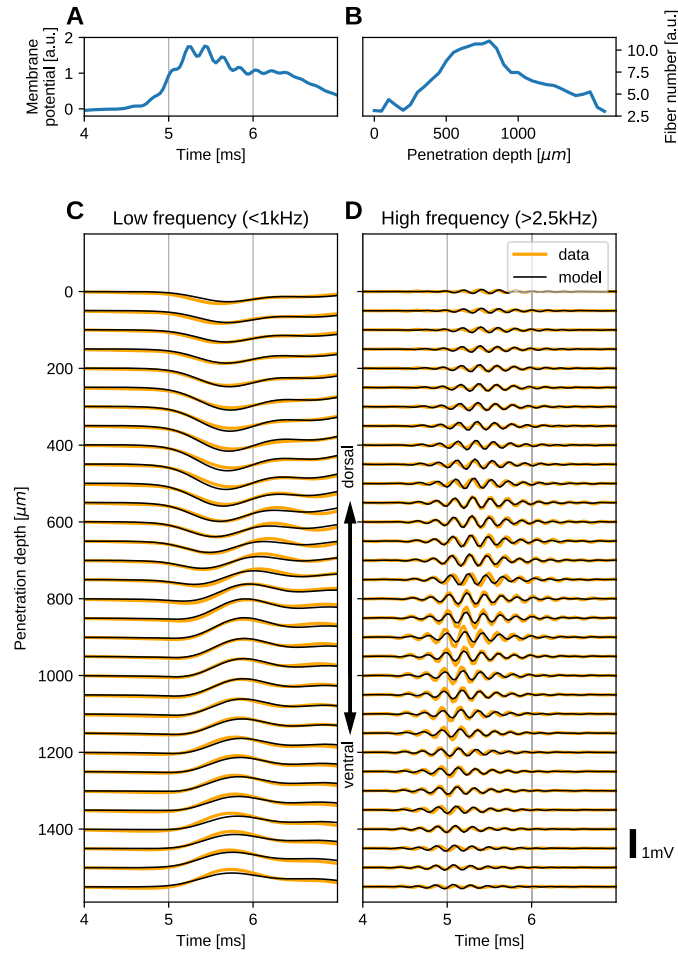 A
B
Membrane
potential [a.u.]
2
1
0
4
5
6
Time [ms]
0
500
1000
Penetration depth [μm]
10.0
7.5
5.0
2.5
Fiber number [a.u.]
C
Low frequency (<1kHz)
D
High frequency (>2.5kHz)
data
model
0
200
400
600
800
1000
1200
1400
Penetration depth [μm]
dorsal
ventral
1mV
4
5
6
Time [ms]
4
5
6
Time [ms]